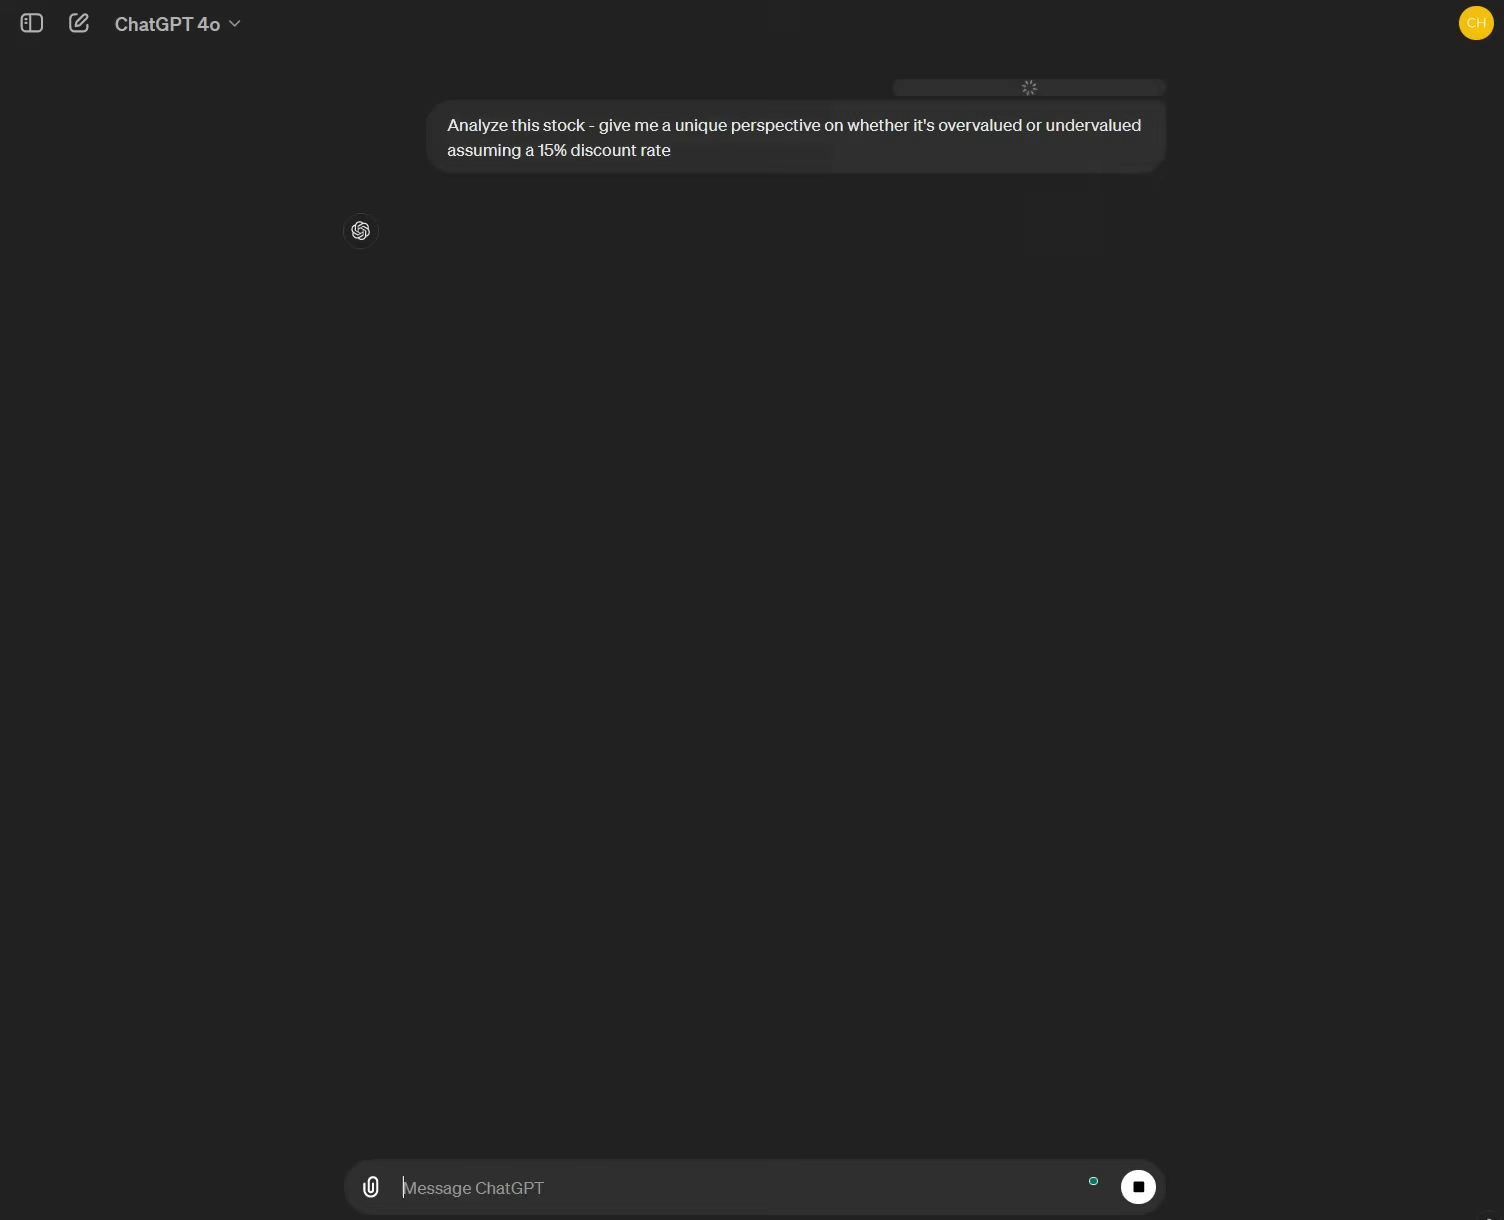 ChatGPT 4o
CH
Analyze this stock - give me a unique perspective on whether it's overvalued or undervalued
assuming a 15% discount rate
Message ChatGPT